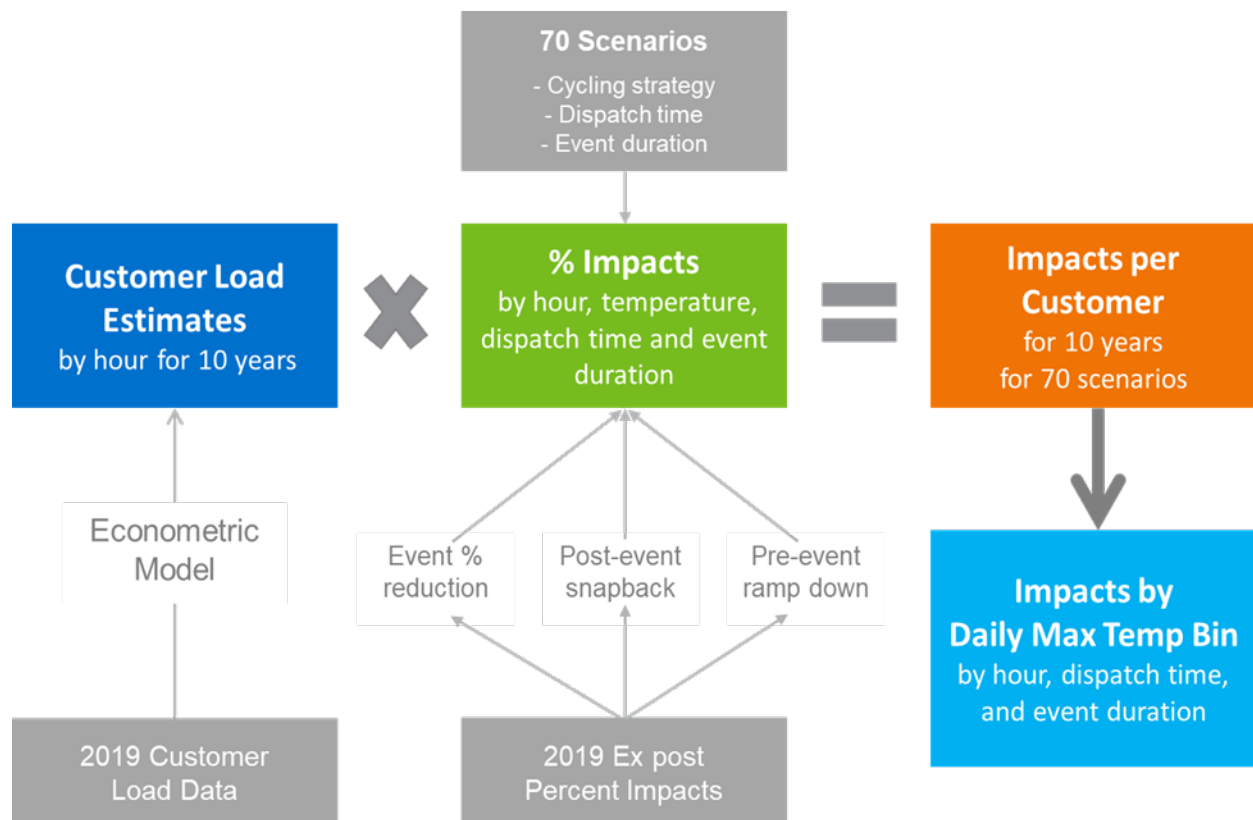 70 Scenarios
- Cycling strategy
- Dispatch time
- Event duration
Customer Load
Estimates
by hour for 10 years
% Impacts
by hour, temperature,
dispatch time and event
duration
Impacts per
Customer
for 10 years
for 70 scenarios
Econometric
Model
Event %
reduction
Post-event
snapback
Pre-event
ramp down
Impacts by
Daily Max Temp Bin
by hour, dispatch time,
and event duration
2019 Customer
Load Data
2019 Ex post
Percent Impacts